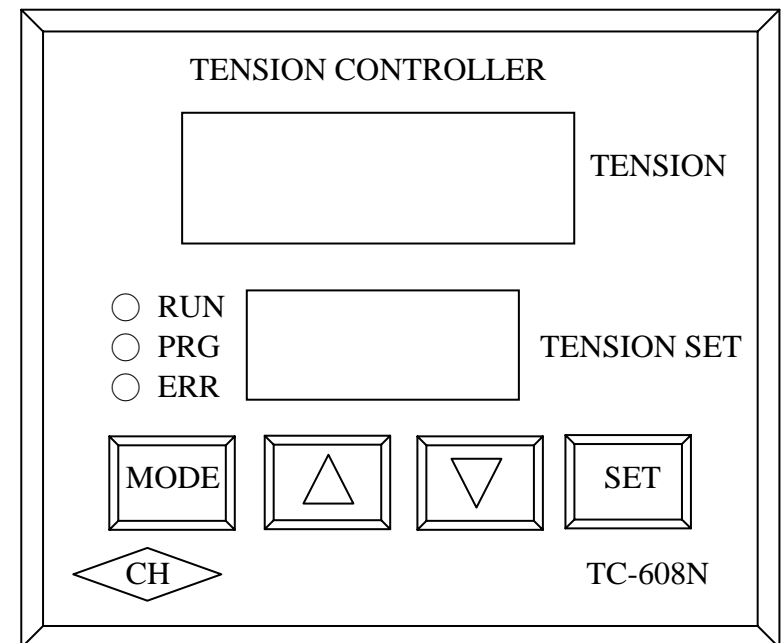 TENSION CONTROLLER
TENSION
RUN
PRG
TENSION SET
ERR
MODE
SET
CH
TC-608N